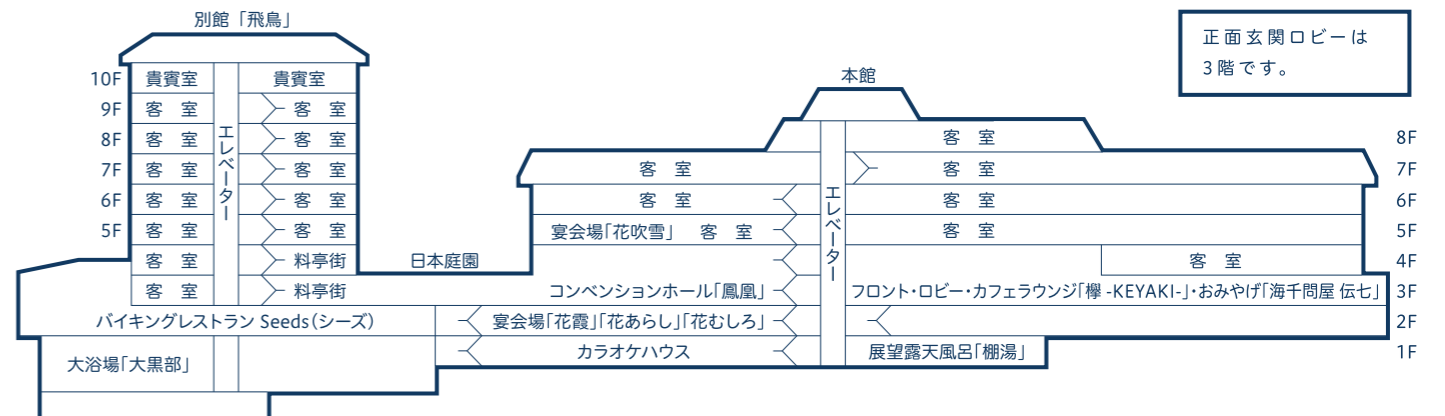 別館「飛鳥」
正面玄関ロビーは
3階です。
本館
10F 貴賓室 貴賓室
9F 客 室 客 室
8F 客 室 客 室 客 室 8F
7F 客 室 客 室 客 室 客 室 7F
6F 客 室 客 室 客 室 客 室 6F
5F 客 室 客 室 宴会場「花吹雪」 客 室 客 室 5F
エレベーター
エレベーター
客 室 料亭街 日本庭園 客 室 4F
客 室 料亭街 コンベンションホール「鳳凰」 フロント・ロビー・カフェラウンジ「欅 -KEYAKI-」・おみやげ「海千問屋 伝七」 3F
バイキングレストラン Seeds(シーズ) 宴会場「花霞」「花あらし」「花むしろ」 2F
大浴場「大黒部」 カラオケハウス 展望露天風呂「棚湯」 1F